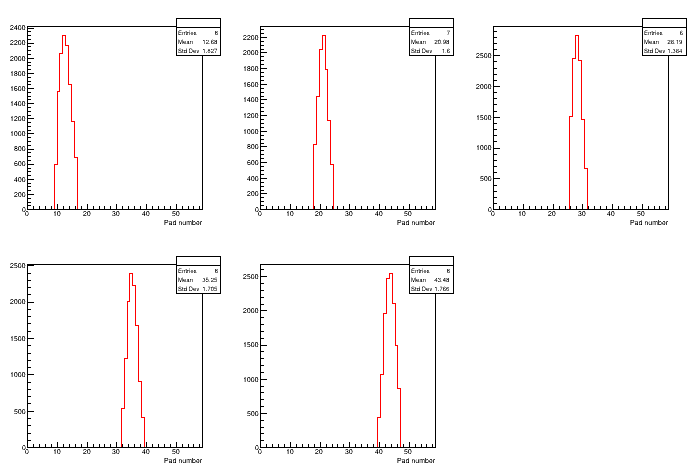 Entries 6
Mean 12.68
Std Dev 1.827
2400
2200
2000
1800
1600
1400
1200
1000
800
600
400
200
0
0 10 20 30 40 50
Pad number
Entries 7
Mean 20.98
Std Dev 1.6
2200
2000
1800
1600
1400
1200
1000
800
600
400
200
0
0 10 20 30 40 50
Pad number
Entries 6
Mean 28.19
Std Dev 1.364
2500
2000
1500
1000
500
0
0 10 20 30 40 50
Pad number
Entries 6
Mean 35.25
Std Dev 1.705
2500
2000
1500
1000
500
0
0 10 20 30 40 50
Pad number
Entries 6
Mean 43.48
Std Dev 1.766
2500
2000
1500
1000
500
0
0 10 20 30 40 50
Pad number